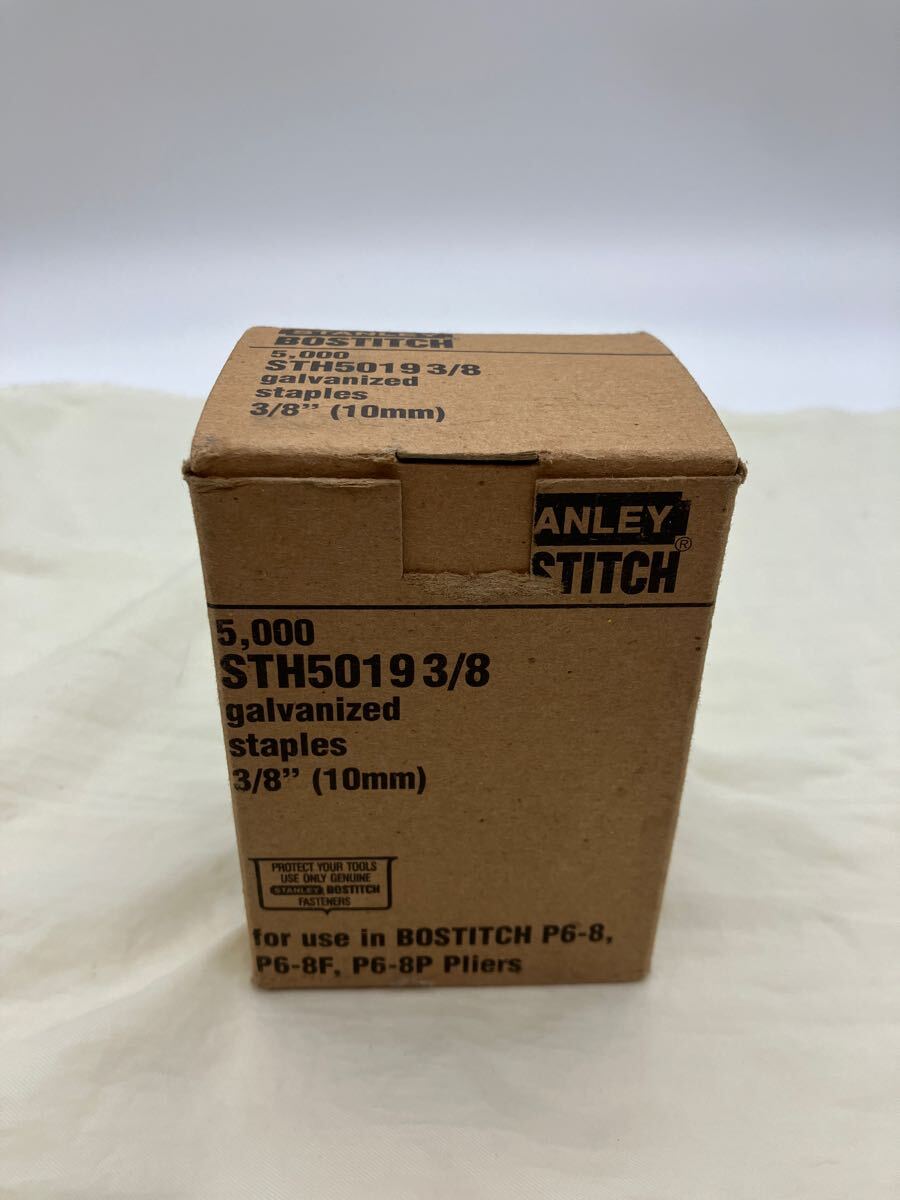 STANLEY
BOSTITCH
5,000
STH5019 3/8
galvanized
staples
3/8” (10mm)
ANLEY
STITCH®
5,000
STH5019 3/8
galvanized
staples
3/8” (10mm)
PROTECT YOUR TOOLS
USE ONLY GENUINE
STANLEY BOSTITCH
FASTENERS
for use in BOSTITCH P6-8,
P6-8F, P6-8P Pliers